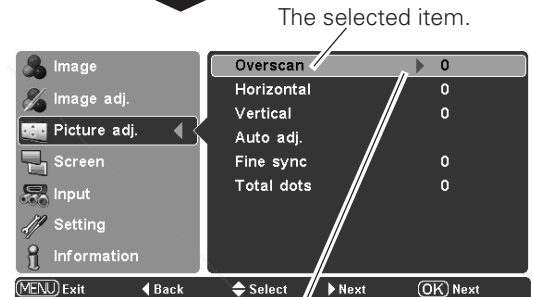 The selected item.
Image
Image adj.
Picture adj.
Screen
Input
Setting
Information
Overscan 0
Horizontal 0
Vertical 0
Auto adj.
Fine sync 0
Total dots 0
MENU Exit Back Select Next OK Next